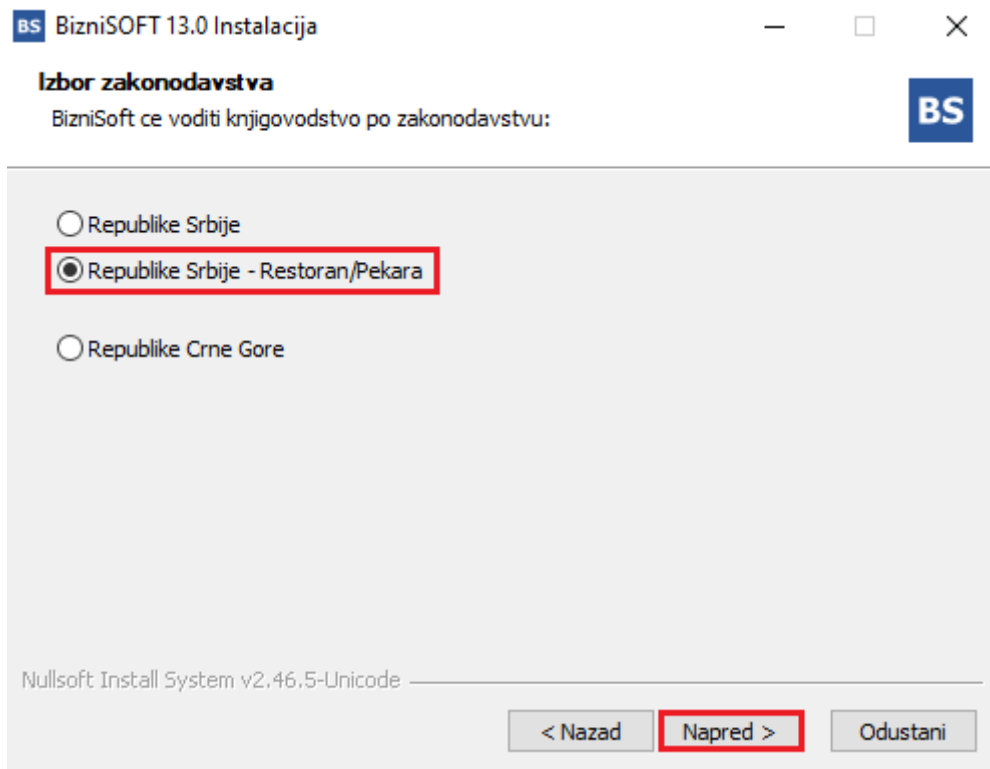 BS BizniSOFT 13.0 Instalacija
Izbor zakonodavstva
BizniSoft ce voditi knjigovodstvo po zakonodavstvu:
BS
Republike Srbije
Republike Srbije - Restoran/Pekara
Republike Crne Gore
Nullsoft Install System v2.46.5-Unicode
< Nazad Napred > Odustani